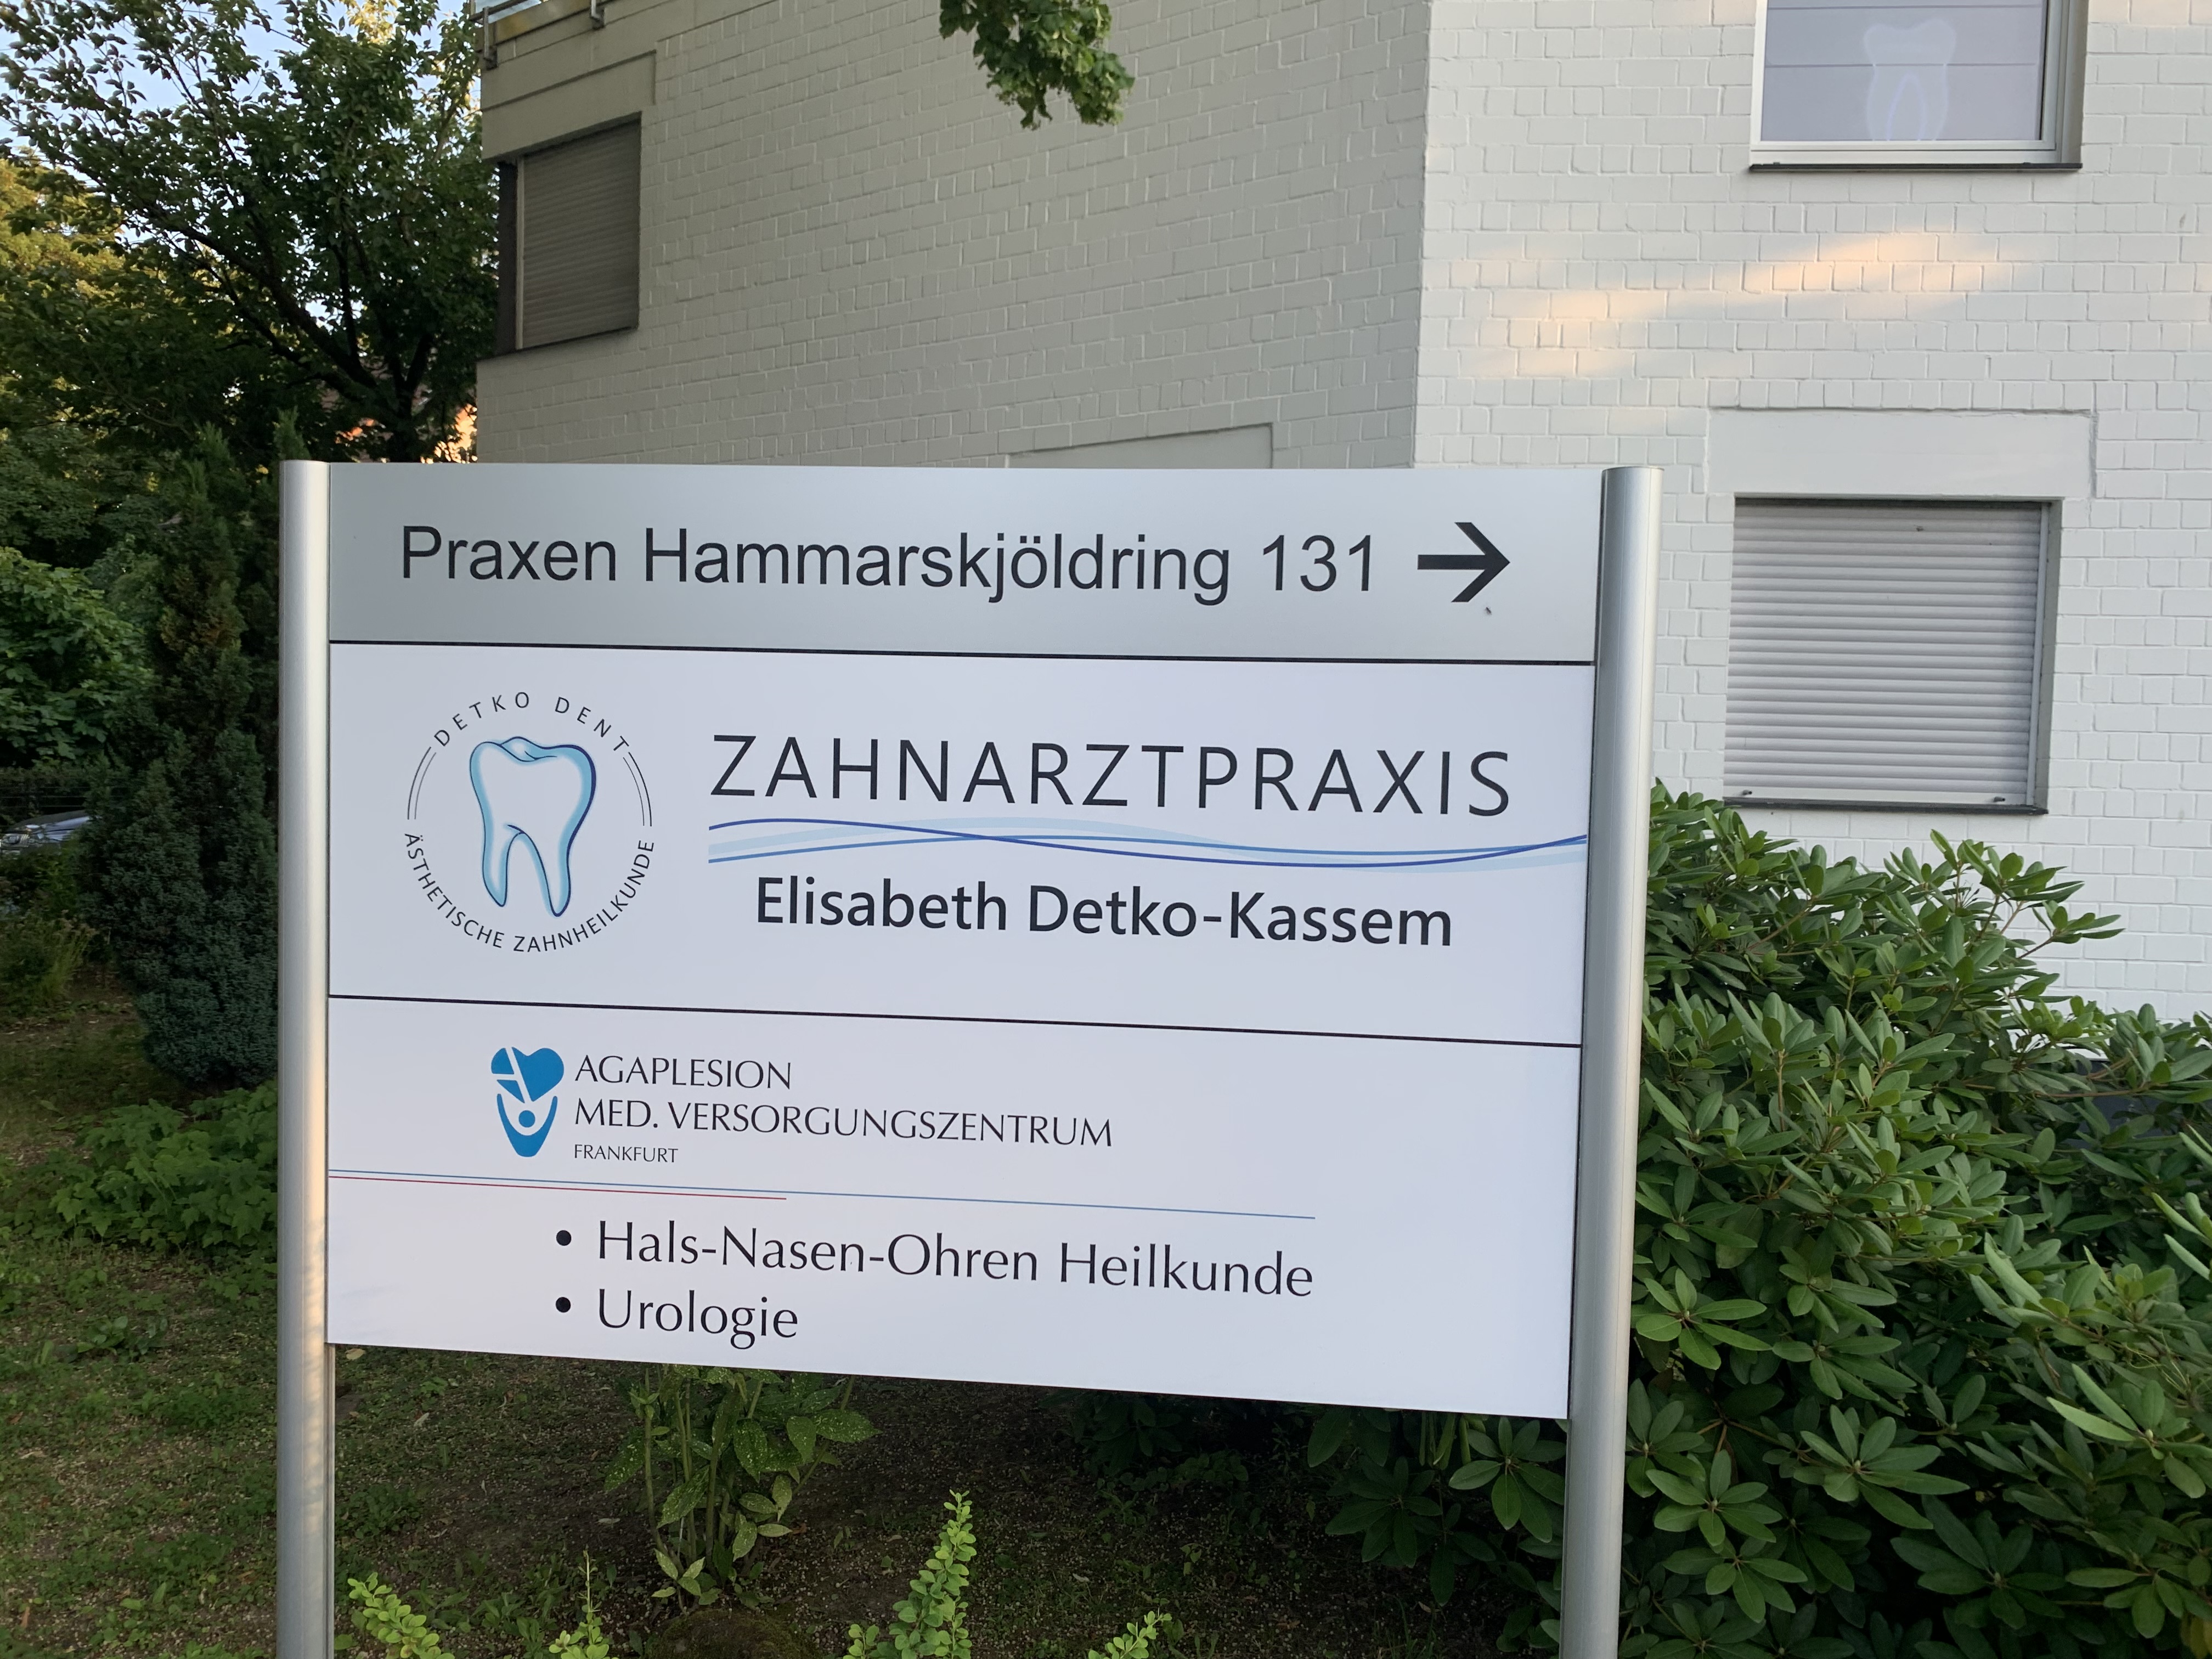 Praxen Hammarskjöldring 131 →
DETKO DENT
ÄSTHETISCHE ZAHNHEILKUNDE
ZAHNARZTPRAXIS
Elisabeth Detko-Kassem
AGAPLESION
MED. VERSORGUNGSZENTRUM
FRANKFURT
• Hals-Nasen-Ohren Heilkunde
• Urologie